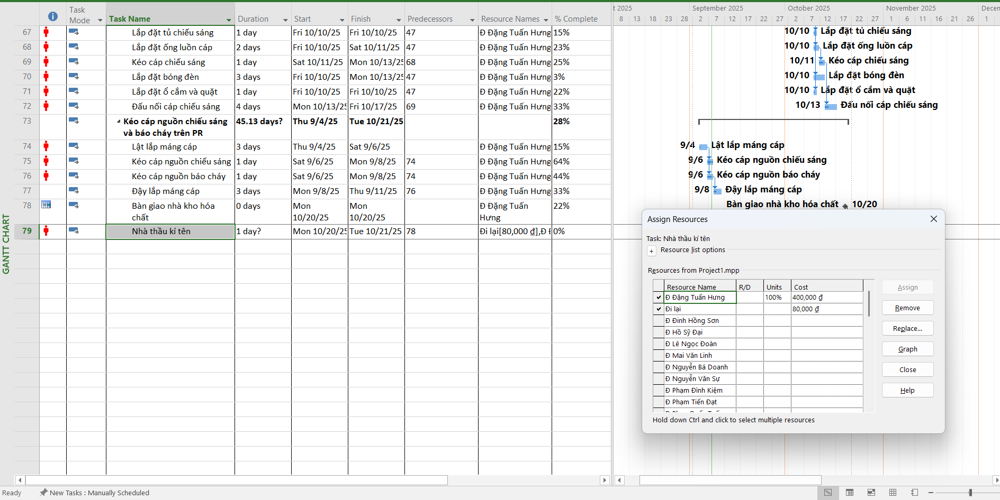 Task Mode
Task Name
Duration
Start
Finish
Predecessors
Resource Names
% Complete
67 Lắp đặt tủ chiếu sáng 1 day Fri 10/10/25 Fri 10/10/25 47 Đ Đặng Tuấn Hưng 15%
68 Lắp đặt ống luồn cáp 2 days Fri 10/10/25 Sat 10/11/25 47 Đ Đặng Tuấn Hưng 23%
69 Kéo cáp chiếu sáng 1 day Sat 10/11/25 Mon 10/13/25 68 Đ Đặng Tuấn Hưng 25%
70 Lắp đặt bóng đèn 3 days Fri 10/10/25 Mon 10/13/25 47 Đ Đặng Tuấn Hưng 3%
71 Lắp đặt ổ cắm và quạt 1 day Fri 10/10/25 Fri 10/10/25 47 Đ Đặng Tuấn Hưng 22%
72 Đấu nối cáp chiếu sáng 4 days Mon 10/13/25 Fri 10/17/25 69 Đ Đặng Tuấn Hưng 33%
73 Kéo cáp nguồn chiếu sáng 45.13 days? Thu 9/4/25 Tue 10/21/25 28%
và báo cháy trên PR
74 Lật lắp máng cáp 3 days Thu 9/4/25 Sat 9/6/25 Đ Đặng Tuấn Hưng 15%
75 Kéo cáp nguồn chiếu sáng 1 day Sat 9/6/25 Mon 9/8/25 74 Đ Đặng Tuấn Hưng 64%
76 Kéo cáp nguồn báo cháy 1 day Sat 9/6/25 Mon 9/8/25 74 Đ Đặng Tuấn Hưng 44%
77 Đậy lắp máng cáp 3 days Mon 9/8/25 Thu 9/11/25 76 Đ Đặng Tuấn Hưng 33%
78 Bàn giao nhà kho hóa 0 days Mon Mon Đ Đặng Tuấn 22%
chất 10/20/25 10/20/25 Hưng
79 Nhà thầu kí tên 1 day? Mon 10/20/25 Tue 10/21/25 78 Đi lại[80,000 ₫],Đ 0%
GANTT CHART
t 2025 September 2025 October 2025 November 2025 Decem
8 13 18 23 28 2 7 12 17 22 27 2 7 12 17 22 27 1 6 11 16 21 26 1
10/10 Lắp đặt tủ chiếu sáng
10/10 Lắp đặt ống luồn cáp
10/11 Kéo cáp chiếu sáng
10/10 Lắp đặt bóng đèn
10/10 Lắp đặt ổ cắm và quạt
10/13 Đấu nối cáp chiếu sáng
9/4 Lật lắp máng cáp
9/6 Kéo cáp nguồn chiếu sáng
9/6 Kéo cáp nguồn báo cháy
9/8 Đậy lắp máng cáp
Bàn giao nhà kho hóa chất 10/20
Assign Resources
Task: Nhà thầu kí tên
+ Resource list options
Resources from Project1.mpp
Resource Name R/D Units Cost
Đ Đặng Tuấn Hưng 100% 400,000 ₫
Đi lại 80,000 ₫
Đ Đinh Hồng Sơn
Đ Hồ Sỹ Đại
Đ Lê Ngọc Đoàn
Đ Mai Văn Linh
Đ Nguyễn Bá Doanh
Đ Nguyễn Văn Sự
Đ Phạm Đình Kiệm
Đ Phạm Tiến Đạt
Assign
Remove
Replace...
Graph
Close
Help
Hold down Ctrl and click to select multiple resources
Ready
New Tasks : Manually Scheduled